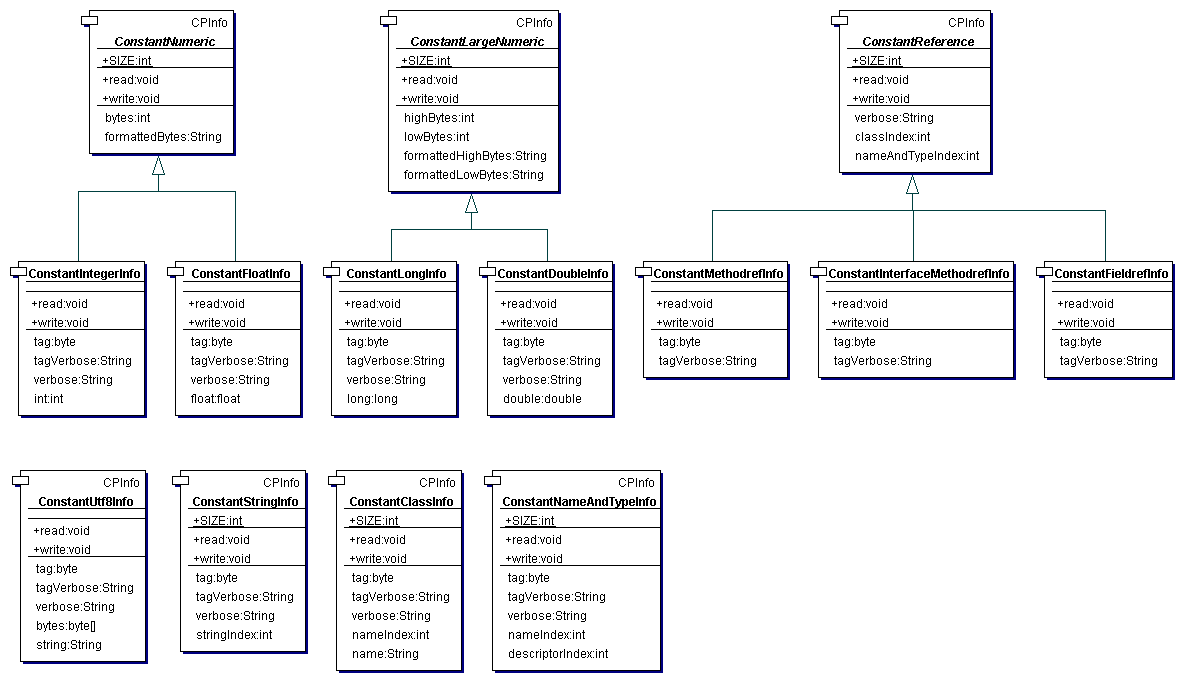 CPInfo
ConstantNumeric
+SIZE:int
+read:void
+write:void
bytes:int
formattedBytes:String
CPInfo
ConstantLargeNumeric
+SIZE:int
+read:void
+write:void
highBytes:int
lowBytes:int
formattedHighBytes:String
formattedLowBytes:String
CPInfo
ConstantReference
+SIZE:int
+read:void
+write:void
verbose:String
classIndex:int
nameAndTypeIndex:int
ConstantIntegerInfo
+read:void
+write:void
tag:byte
tagVerbose:String
verbose:String
int:int
ConstantFloatInfo
+read:void
+write:void
tag:byte
tagVerbose:String
verbose:String
float:float
ConstantLongInfo
+read:void
+write:void
tag:byte
tagVerbose:String
verbose:String
long:long
ConstantDoubleInfo
+read:void
+write:void
tag:byte
tagVerbose:String
verbose:String
double:double
ConstantMethodrefInfo
+read:void
+write:void
tag:byte
tagVerbose:String
ConstantInterfaceMethodrefInfo
+read:void
+write:void
tag:byte
tagVerbose:String
ConstantFieldrefInfo
+read:void
+write:void
tag:byte
tagVerbose:String
CPInfo
ConstantUtf8Info
+read:void
+write:void
tag:byte
tagVerbose:String
verbose:String
bytes:byte[]
string:String
CPInfo
ConstantStringInfo
+SIZE:int
+read:void
+write:void
tag:byte
tagVerbose:String
verbose:String
stringIndex:int
CPInfo
ConstantClassInfo
+SIZE:int
+read:void
+write:void
tag:byte
tagVerbose:String
verbose:String
nameIndex:int
name:String
CPInfo
ConstantNameAndTypeInfo
+SIZE:int
+read:void
+write:void
tag:byte
tagVerbose:String
verbose:String
nameIndex:int
descriptorIndex:int